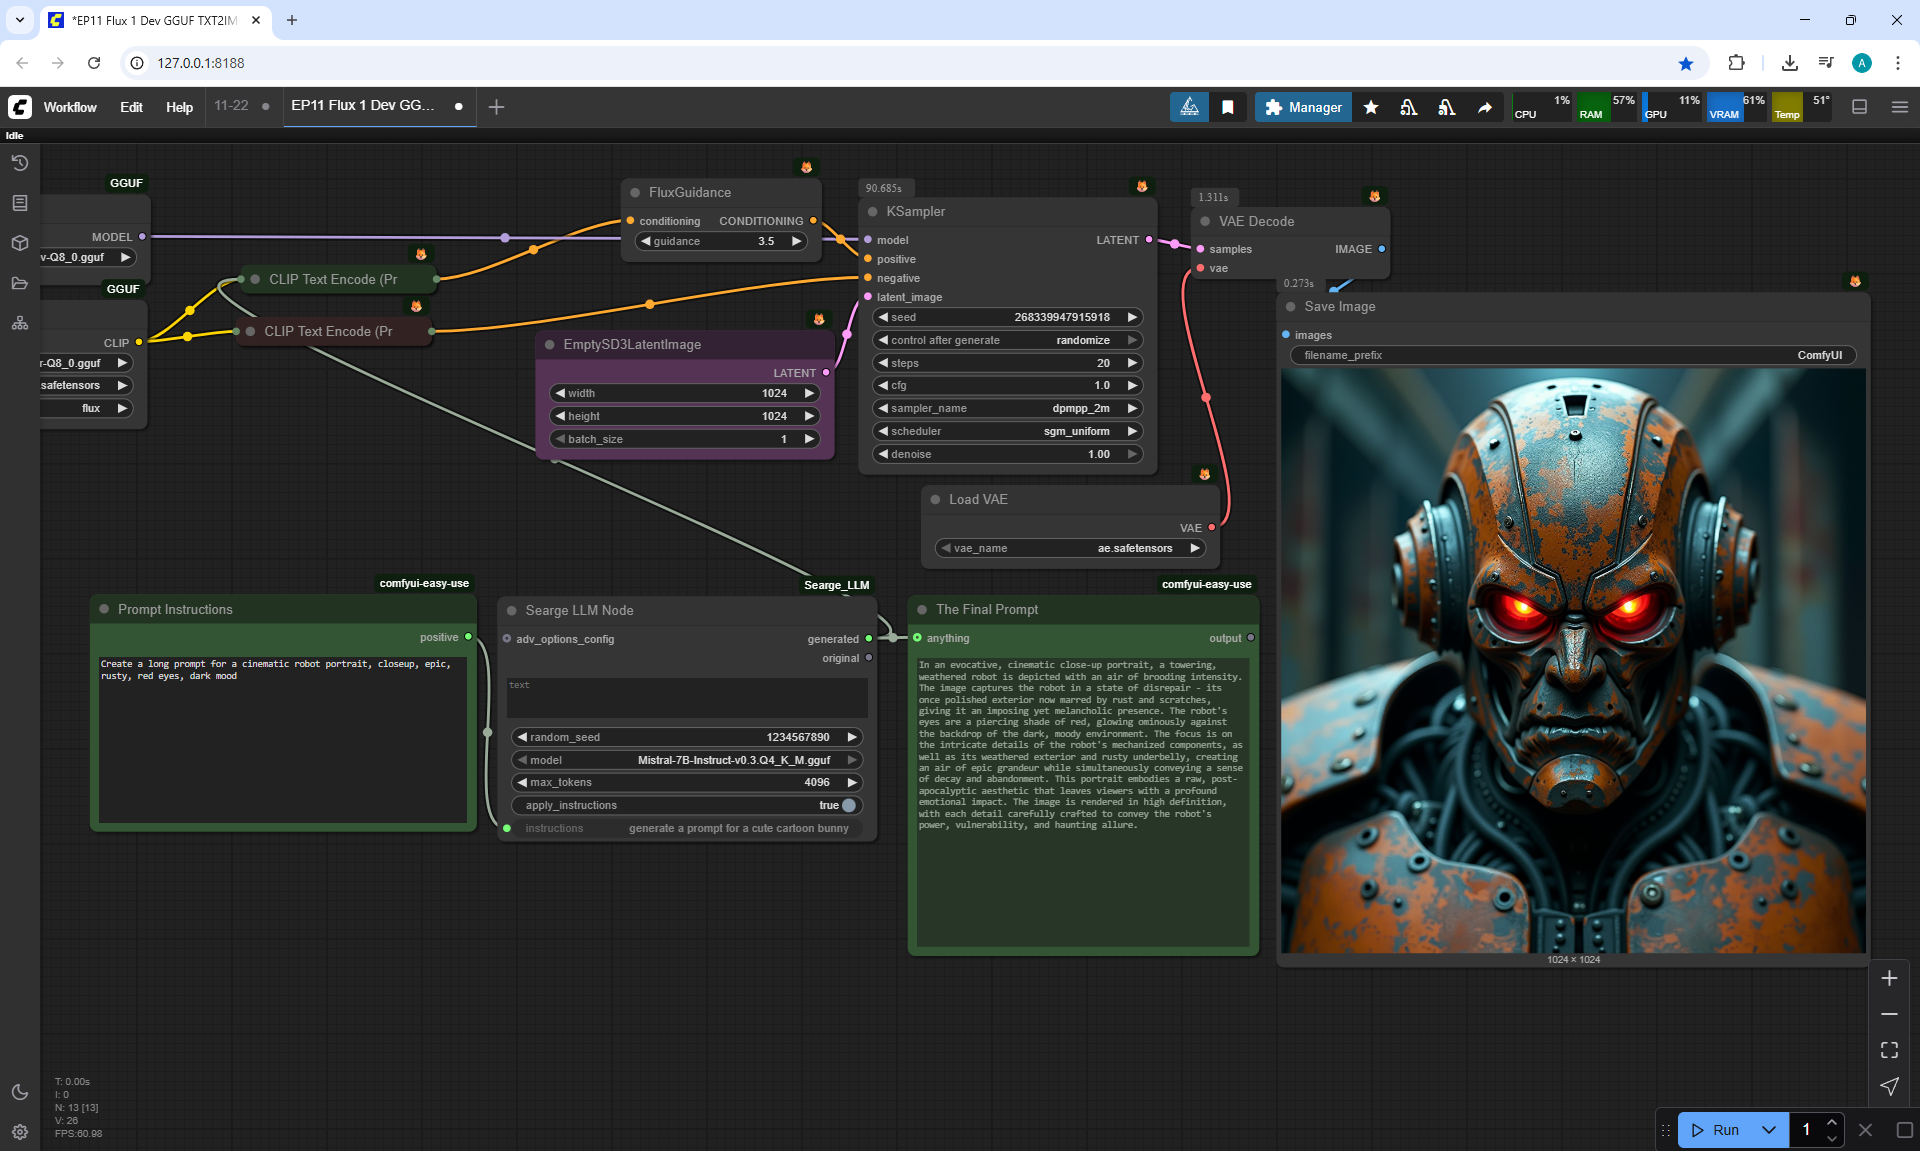 *EP11 Flux 1 Dev GGUF TXT2IM
127.0.0.1:8188
A
Workflow
Edit
Help
11-22
EP11 Flux 1 Dev GG...
Manager
CPU 1%
RAM 57%
GPU 11%
VRAM 61%
Temp 51°
Idle
GGUF
MODEL
v-Q8_0.gguf
GGUF
CLIP
r-Q8_0.gguf
safetensors
flux
CLIP Text Encode (Pr
CLIP Text Encode (Pr
FluxGuidance
conditioning CONDITIONING
guidance 3.5
EmptySD3LatentImage
LATENT
width 1024
height 1024
batch_size 1
90.685s
KSampler
model LATENT
positive
negative
latent_image
seed 268339947915918
control after generate randomize
steps 20
cfg 1.0
sampler_name dpmpp_2m
scheduler sgm_uniform
denoise 1.00
1.311s
VAE Decode
samples IMAGE
vae
Load VAE
VAE
vae_name ae.safetensors
0.273s
Save Image
images
filename_prefix ComfyUI
1024 × 1024
comfyui-easy-use
Prompt Instructions
positive
Create a long prompt for a cinematic robot portrait, closeup, epic,
rusty, red eyes, dark mood
Searge_LLM
Searge LLM Node
adv_options_config generated
original
text
random_seed 1234567890
model Mistral-7B-Instruct-v0.3.Q4_K_M.gguf
max_tokens 4096
apply_instructions true
instructions generate a prompt for a cute cartoon bunny
comfyui-easy-use
The Final Prompt
anything output
In an evocative, cinematic close-up portrait, a towering,
weathered robot is depicted with an air of brooding intensity.
The image captures the robot in a state of disrepair - its
once polished exterior now marred by rust and scratches,
giving it an imposing yet melancholic presence. The robot's
eyes are a piercing shade of red, glowing ominously against
the backdrop of the dark, moody environment. The focus is on
the intricate details of the robot's mechanized components, as
well as its weathered exterior and rusty underbelly, creating
an air of epic grandeur while simultaneously conveying a sense
of decay and abandonment. This portrait embodies a raw, post-
apocalyptic aesthetic that leaves viewers with a profound
emotional impact. The image is rendered in high definition,
with each detail carefully crafted to convey the robot's
power, vulnerability, and haunting allure.
T: 0.00s
I: 0
N: 13 [13]
V: 26
FPS:60.98
Run
1